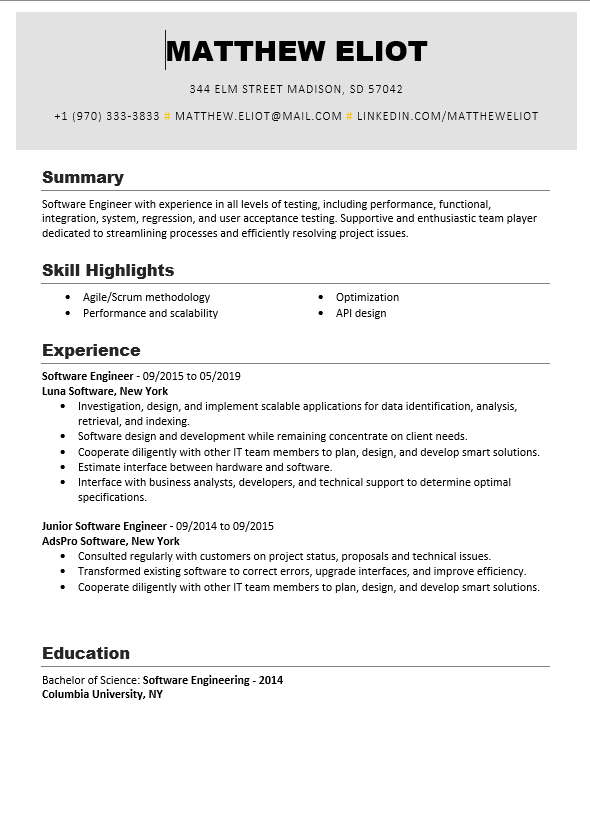 MATTHEW ELIOT
344 ELM STREET MADISON, SD 57042
+1 (970) 333-3833 # MATTHEW.ELIOT@MAIL.COM # LINKEDIN.COM/MATTHEWELIOT
Summary
Software Engineer with experience in all levels of testing, including performance, functional,
integration, system, regression, and user acceptance testing. Supportive and enthusiastic team player
dedicated to streamlining processes and efficiently resolving project issues.
Skill Highlights
• Agile/Scrum methodology
• Performance and scalability
• Optimization
• API design
Experience
Software Engineer - 09/2015 to 05/2019
Luna Software, New York
• Investigation, design, and implement scalable applications for data identification, analysis,
retrieval, and indexing.
• Software design and development while remaining concentrate on client needs.
• Cooperate diligently with other IT team members to plan, design, and develop smart solutions.
• Estimate interface between hardware and software.
• Interface with business analysts, developers, and technical support to determine optimal
specifications.
Junior Software Engineer - 09/2014 to 09/2015
AdsPro Software, New York
• Consulted regularly with customers on project status, proposals and technical issues.
• Transformed existing software to correct errors, upgrade interfaces, and improve efficiency.
• Cooperate diligently with other IT team members to plan, design, and develop smart solutions.
Education
Bachelor of Science: Software Engineering - 2014
Columbia University, NY